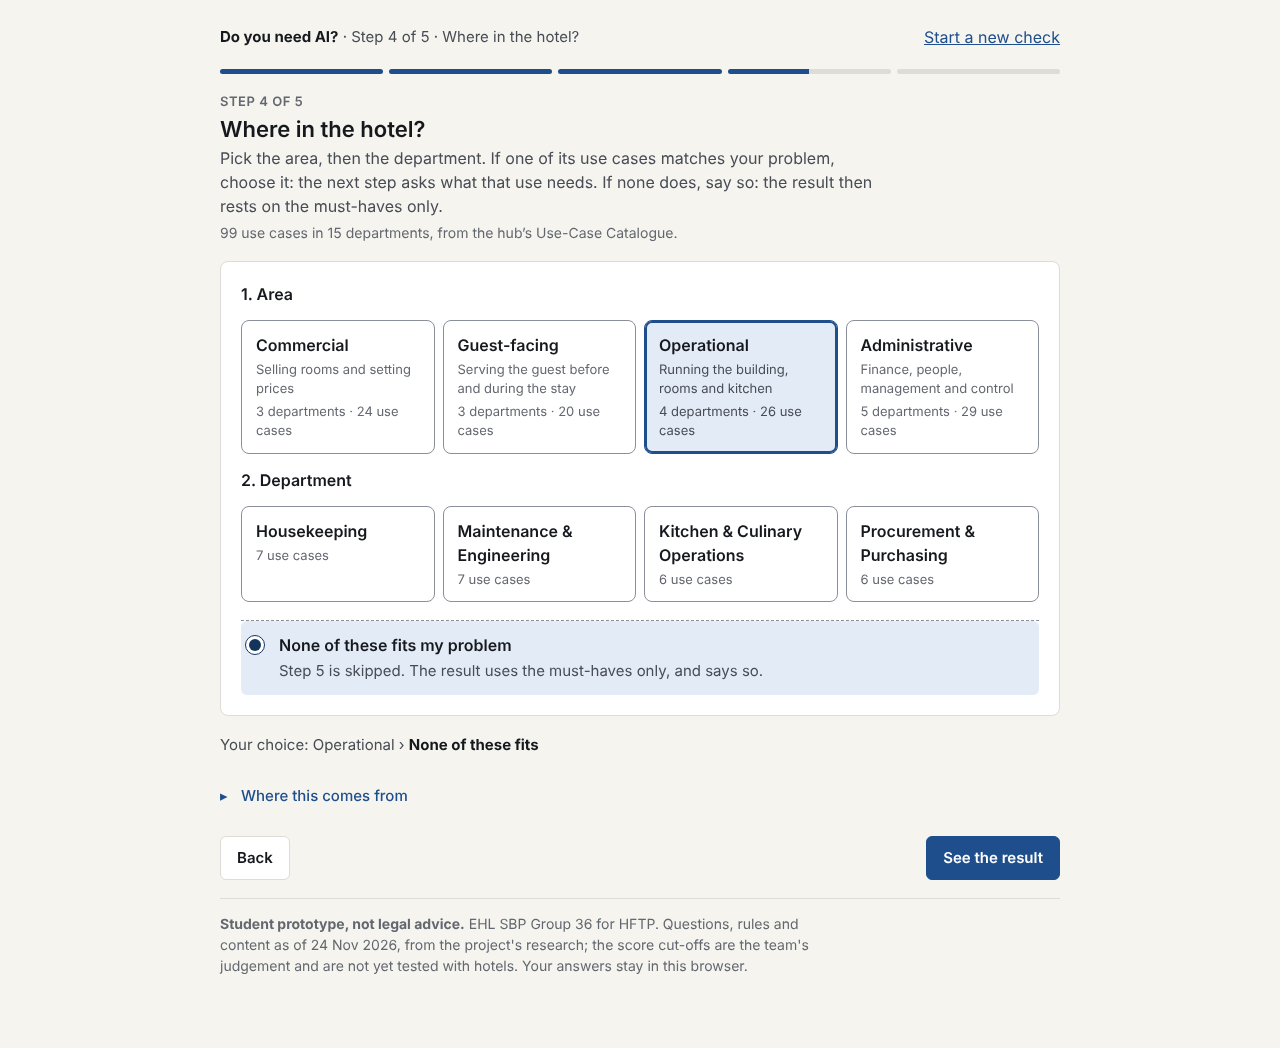 Do you need AI? · Step 4 of 5 · Where in the hotel?
Start a new check
STEP 4 OF 5
Where in the hotel?
Pick the area, then the department. If one of its use cases matches your problem,
choose it: the next step asks what that use needs. If none does, say so: the result then
rests on the must-haves only.
99 use cases in 15 departments, from the hub’s Use-Case Catalogue.
1. Area
Commercial
Selling rooms and setting
prices
3 departments · 24 use
cases
Guest-facing
Serving the guest before
and during the stay
3 departments · 20 use
cases
Operational
Running the building,
rooms and kitchen
4 departments · 26 use
cases
Administrative
Finance, people,
management and control
5 departments · 29 use
cases
2. Department
Housekeeping
7 use cases
Maintenance &
Engineering
7 use cases
Kitchen & Culinary
Operations
6 use cases
Procurement &
Purchasing
6 use cases
None of these fits my problem
Step 5 is skipped. The result uses the must-haves only, and says so.
Your choice: Operational › None of these fits
▸ Where this comes from
Back
See the result
Student prototype, not legal advice. EHL SBP Group 36 for HFTP. Questions, rules and
content as of 24 Nov 2026, from the project's research; the score cut-offs are the team's
judgement and are not yet tested with hotels. Your answers stay in this browser.